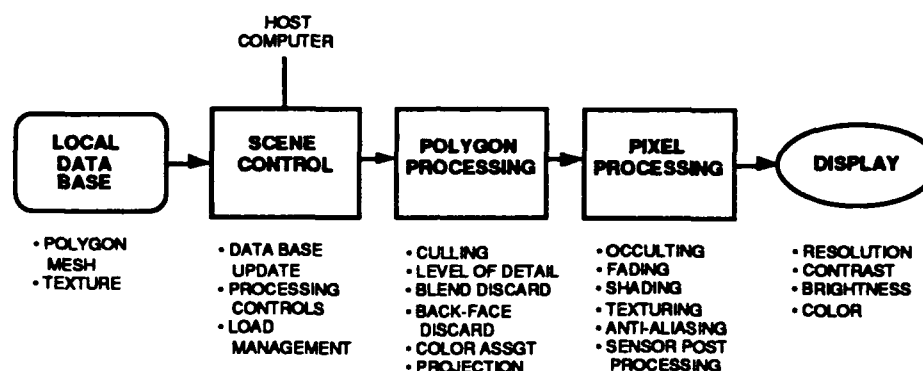 HOST
COMPUTER
LOCAL
DATA
BASE
SCENE
CONTROL
POLYGON
PROCESSING
PIXEL
PROCESSING
DISPLAY
• POLYGON
MESH
• TEXTURE
• DATA BASE
UPDATE
• PROCESSING
CONTROLS
• LOAD
MANAGEMENT
• CULLING
• LEVEL OF DETAIL
• BLEND DISCARD
• BACK-FACE
DISCARD
• COLOR ASSGT
• PROJECTION
• OCCULTING
• FADING
• SHADING
• TEXTURING
• ANTI-ALIASING
• SENSOR POST
PROCESSING
• RESOLUTION
• CONTRAST
• BRIGHTNESS
• COLOR